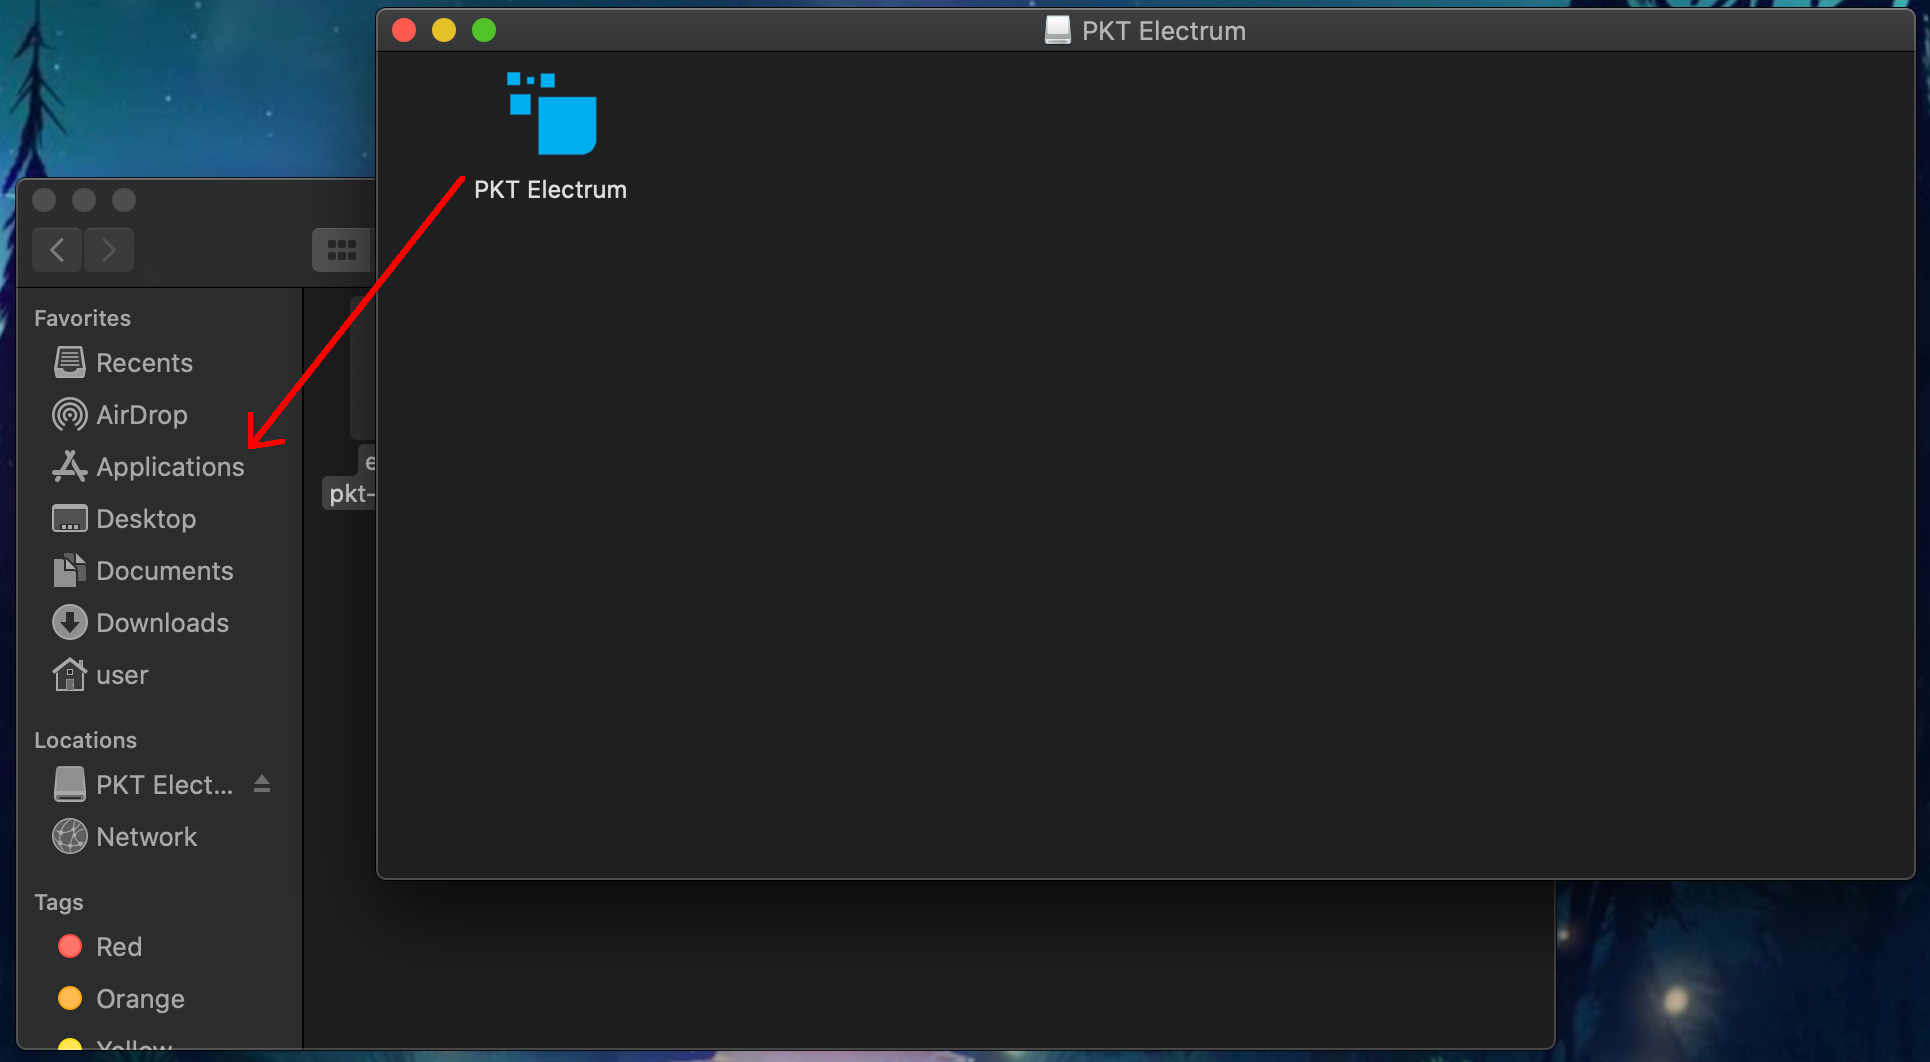 PKT Electrum
PKT Electrum
Favorites
Recents
AirDrop
Applications
Desktop
Documents
Downloads
user
Locations
PKT Elect...
Network
Tags
Red
Orange
Yellow
e
pkt-